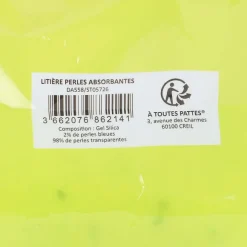 LITIÈRE PERLES ABSORBANTES
DA558/ST05726
3 662076 862141
Composition : Gel Silica
2% de perles bleues
98% de perles transparentes
À TOUTES PATTES®
3, avenue des Charmes
60100 CREIL